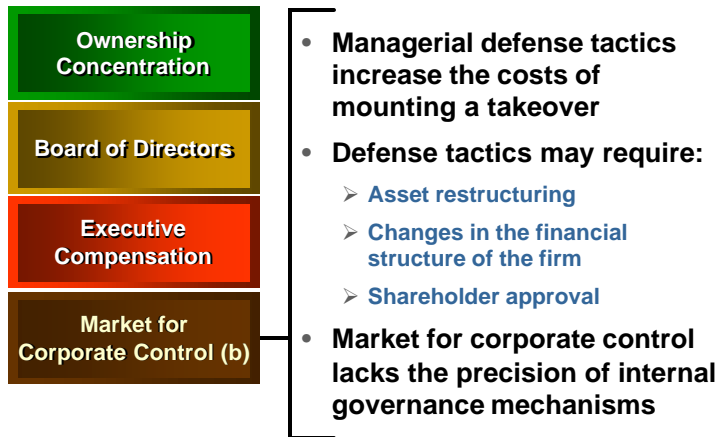 Ownership
Concentration
Board of Directors
Executive
Compensation
Market for
Corporate Control (b)
• Managerial defense tactics
increase the costs of
mounting a takeover
• Defense tactics may require:
➢ Asset restructuring
➢ Changes in the financial
structure of the firm
➢ Shareholder approval
• Market for corporate control
lacks the precision of internal
governance mechanisms